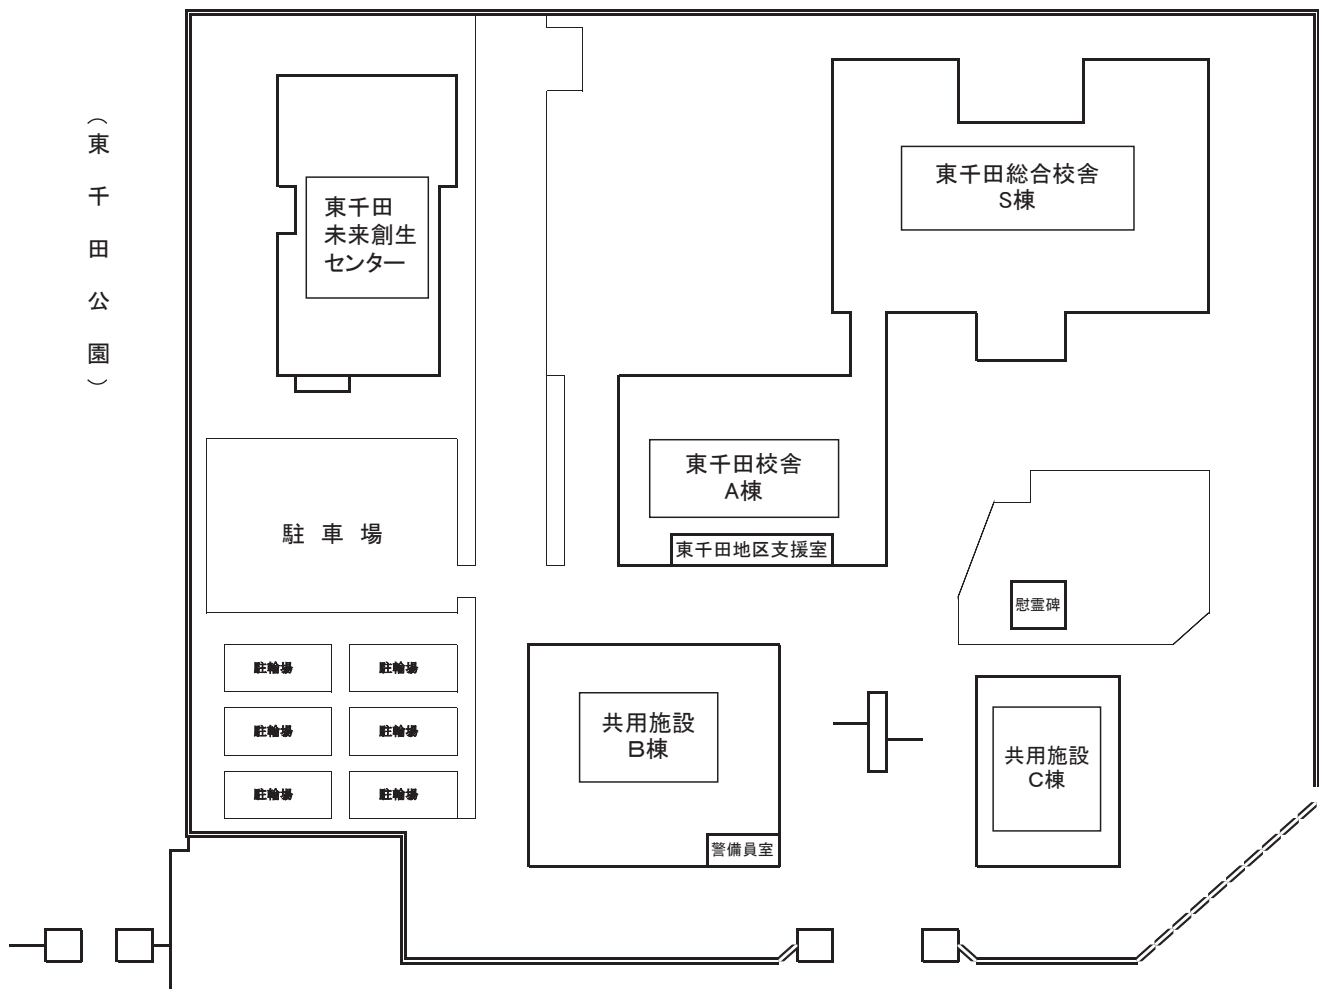 （東千田公園）
東千田
未来創生
センター
東千田総合校舎
S棟
東千田校舎
A棟
東千田地区支援室
駐車場
慰霊碑
駐輪場
駐輪場
駐輪場
駐輪場
駐輪場
駐輪場
共用施設
B棟
警備員室
共用施設
C棟